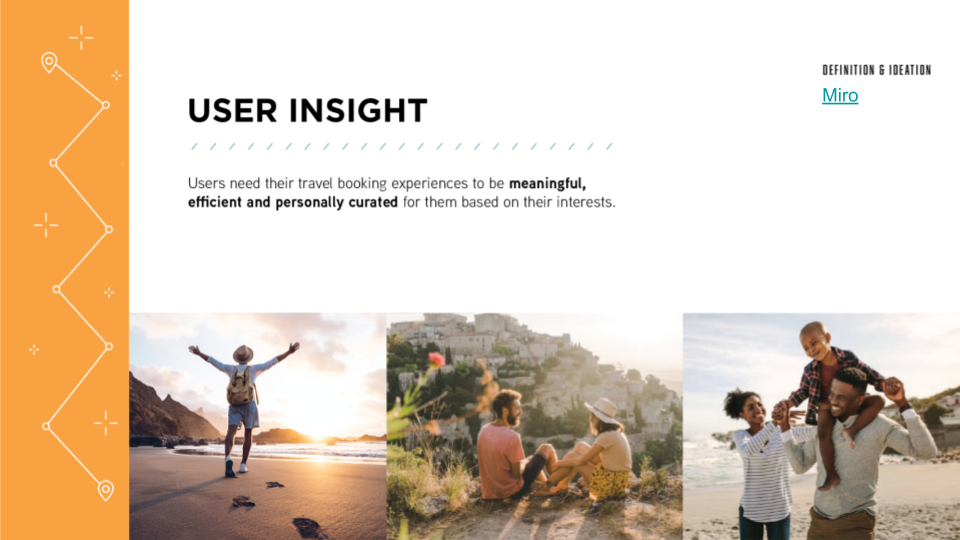 DEFINITION & IDEATION
Miro
USER INSIGHT
Users need their travel booking experiences to be meaningful,
efficient and personally curated for them based on their interests.